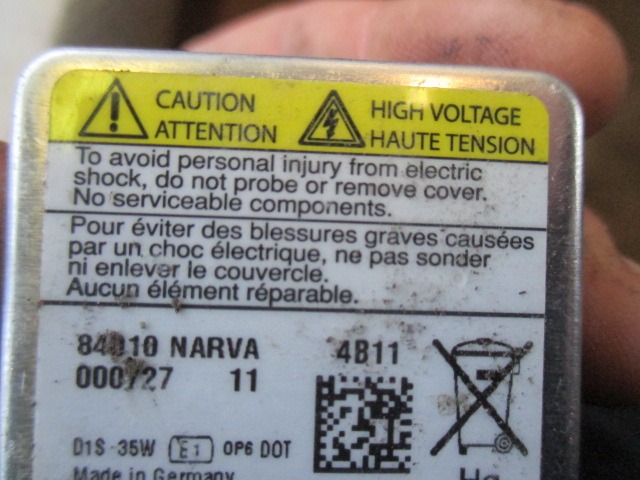 CAUTION
ATTENTION
HIGH VOLTAGE
HAUTE TENSION
To avoid personal injury from electric
shock, do not probe or remove cover.
No serviceable components.
Pour éviter des blessures graves causées
par un choc électrique, ne pas sonder
ni enlever le couvercle.
Aucun élément réparable.
NARVA 4B11
11
D1S-35W E1 0P6 DOT
Made in Germany
Hg